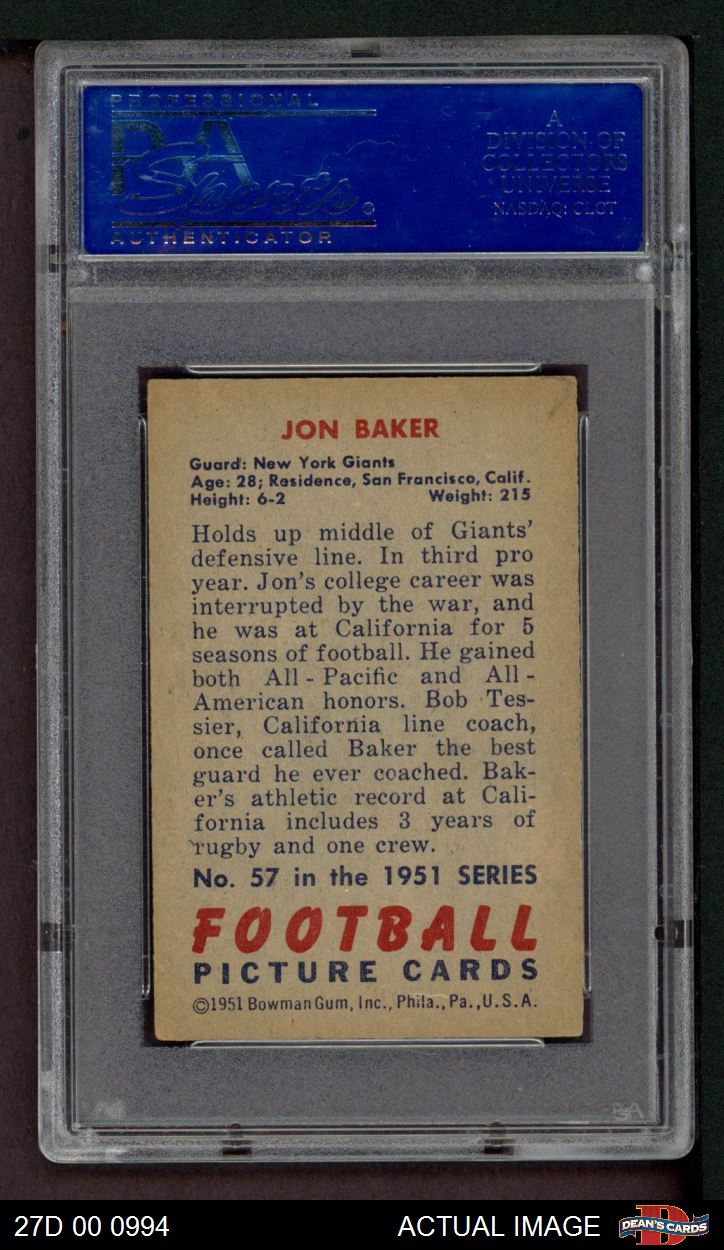 PROFESSIONAL
PSA
Sports ®
AUTHENTICATOR
A
DIVISION OF
COLLECTORS
UNIVERSE
NASDAQ: CLCT
JON BAKER
Guard: New York Giants
Age: 28; Residence, San Francisco, Calif.
Height: 6-2 Weight: 215
Holds up middle of Giants'
defensive line. In third pro
year. Jon's college career was
interrupted by the war, and
he was at California for 5
seasons of football. He gained
both All - Pacific and All -
American honors. Bob Tes-
sier, California line coach,
once called Baker the best
guard he ever coached. Bak-
er's athletic record at Cali-
fornia includes 3 years of
rugby and one crew.
No. 57 in the 1951 SERIES
FOOTBALL
PICTURE CARDS
©1951 Bowman Gum, Inc., Phila., Pa., U.S.A.
PSA
27D 00 0994 ACTUAL IMAGE DEAN'S CARDS